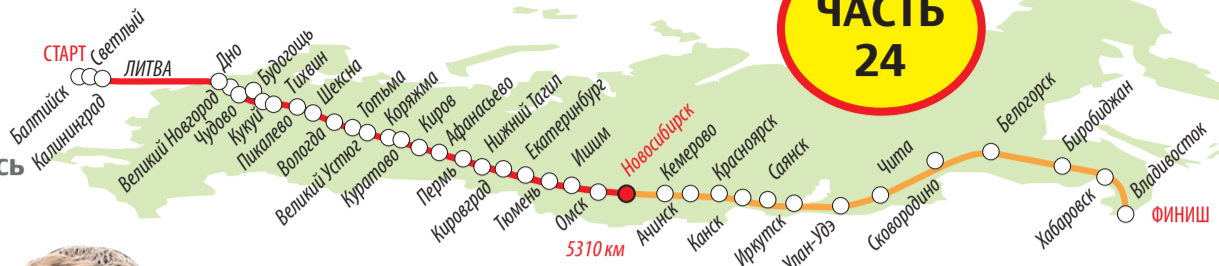 ЧАСТЬ
24
СТАРТ
Светлый
ЛИТВА
Балтийск
Калининград
Дно
Будогощь
Тихвин
Шексна
Тотьма
Коряжма
Киров
Афанасьево
Нижний Тагил
Екатеринбург
Ишим
Новосибирск
Кемерово
Красноярск
Саянск
Чита
Белогорск
Биробиджан
Владивосток
Великий Новгород
Чудово
Кукуй
Пикалево
Вологда
Великий Устюг
Куратово
Пермь
Кировград
Тюмень
Омск
Ачинск
Канск
Иркутск
Улан-Удэ
Сковородино
Хабаровск
ФИНИШ
5310 км
сь